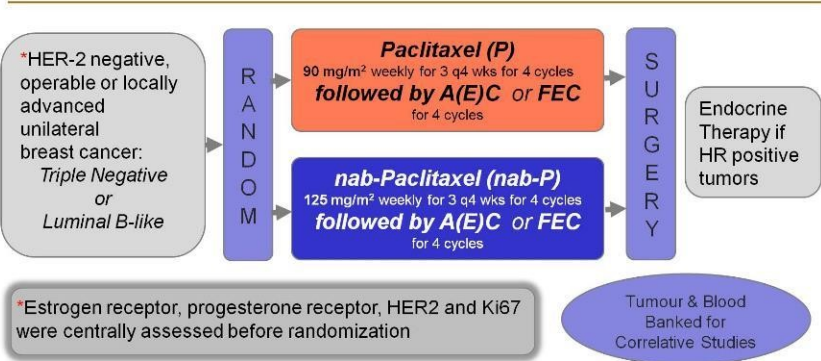 *HER-2 negative,
operable or locally
advanced
unilateral
breast cancer:
Triple Negative
or
Luminal B-like
RANDOM
Paclitaxel (P)
90 mg/m² weekly for 3 q4 wks for 4 cycles
followed by A(E)C or FEC
for 4 cycles
nab-Paclitaxel (nab-P)
125 mg/m² weekly for 3 q4 wks for 4 cycles
followed by A(E)C or FEC
for 4 cycles
SURGERY
Endocrine
Therapy if
HR positive
tumors
*Estrogen receptor, progesterone receptor, HER2 and Ki67
were centrally assessed before randomization
Tumour & Blood
Banked for
Correlative Studies